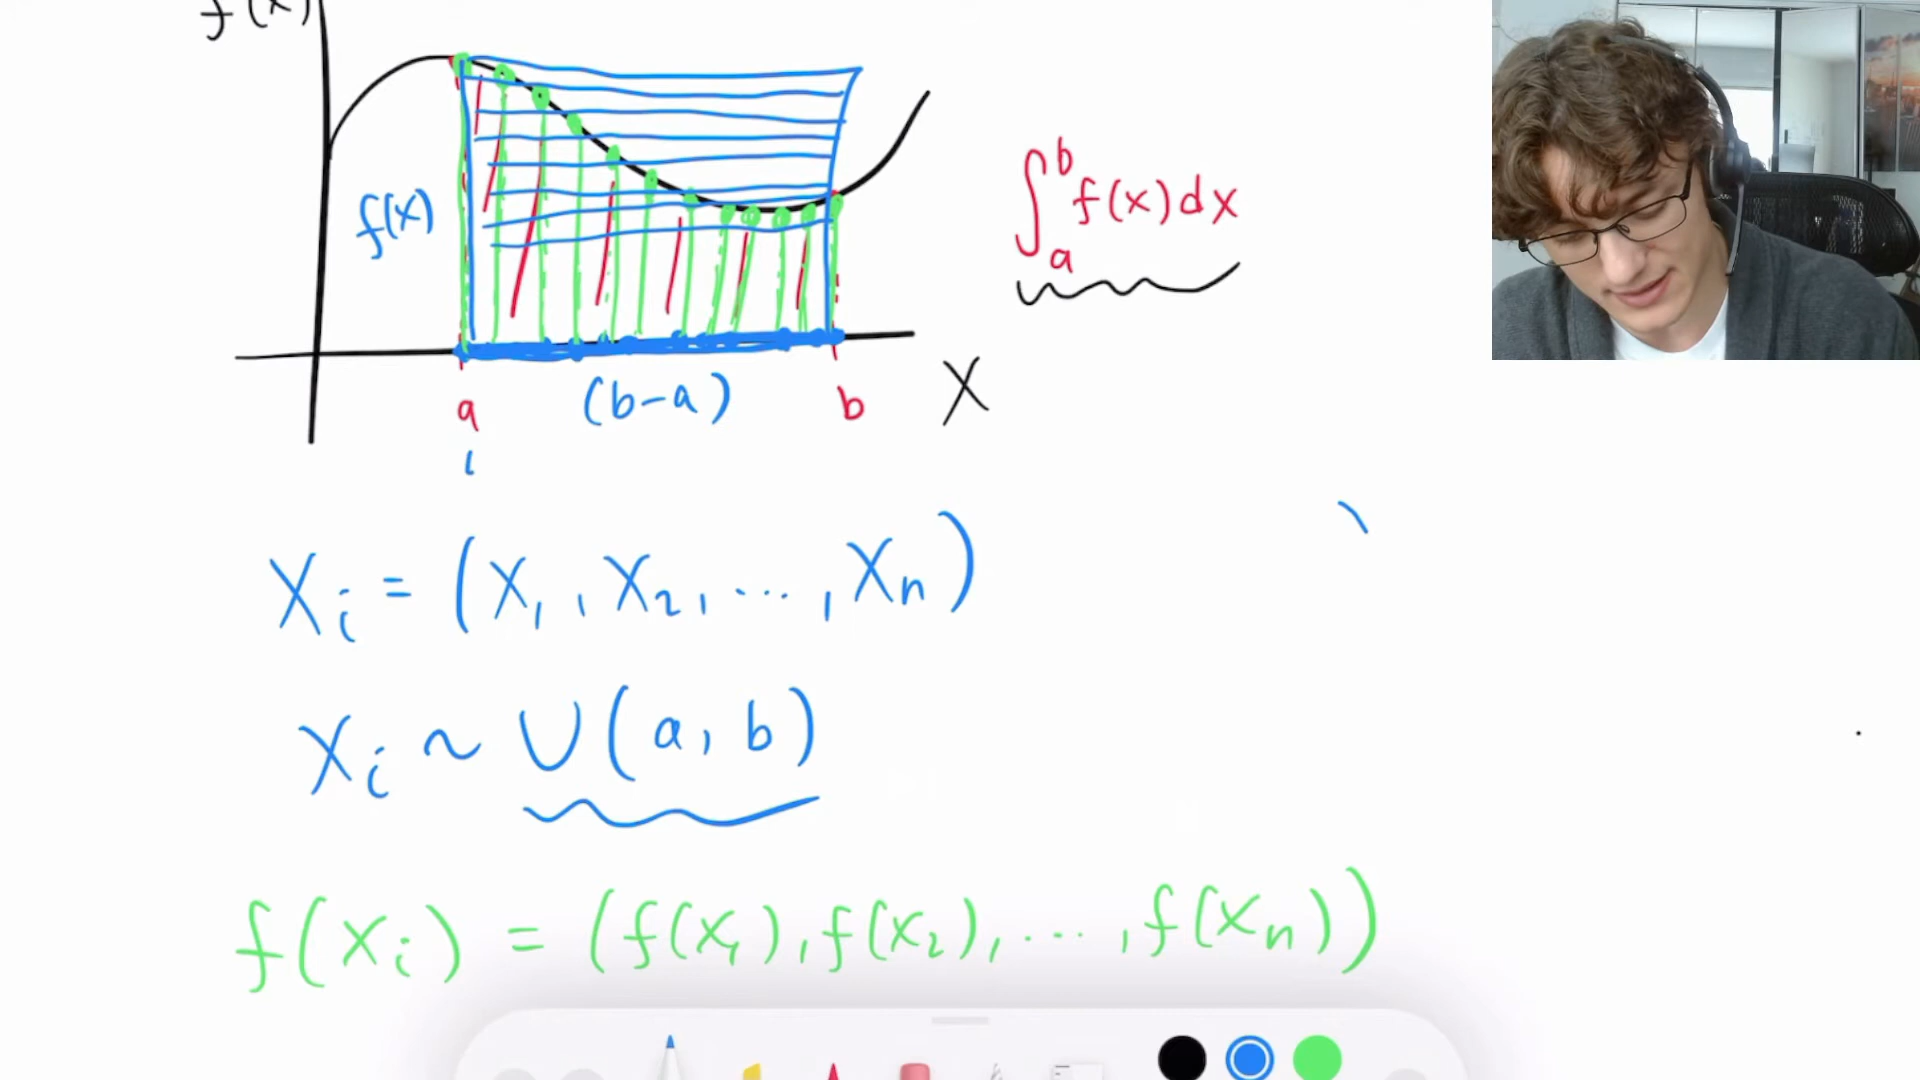 f(x)
f(x)
∫ₐᵇ f(x)dx
a (b-a) b X
Xᵢ = (X₁, X₂, ..., Xₙ)
Xᵢ ~ U(a, b)
f(Xᵢ) = (f(X₁), f(X₂), ..., f(Xₙ))